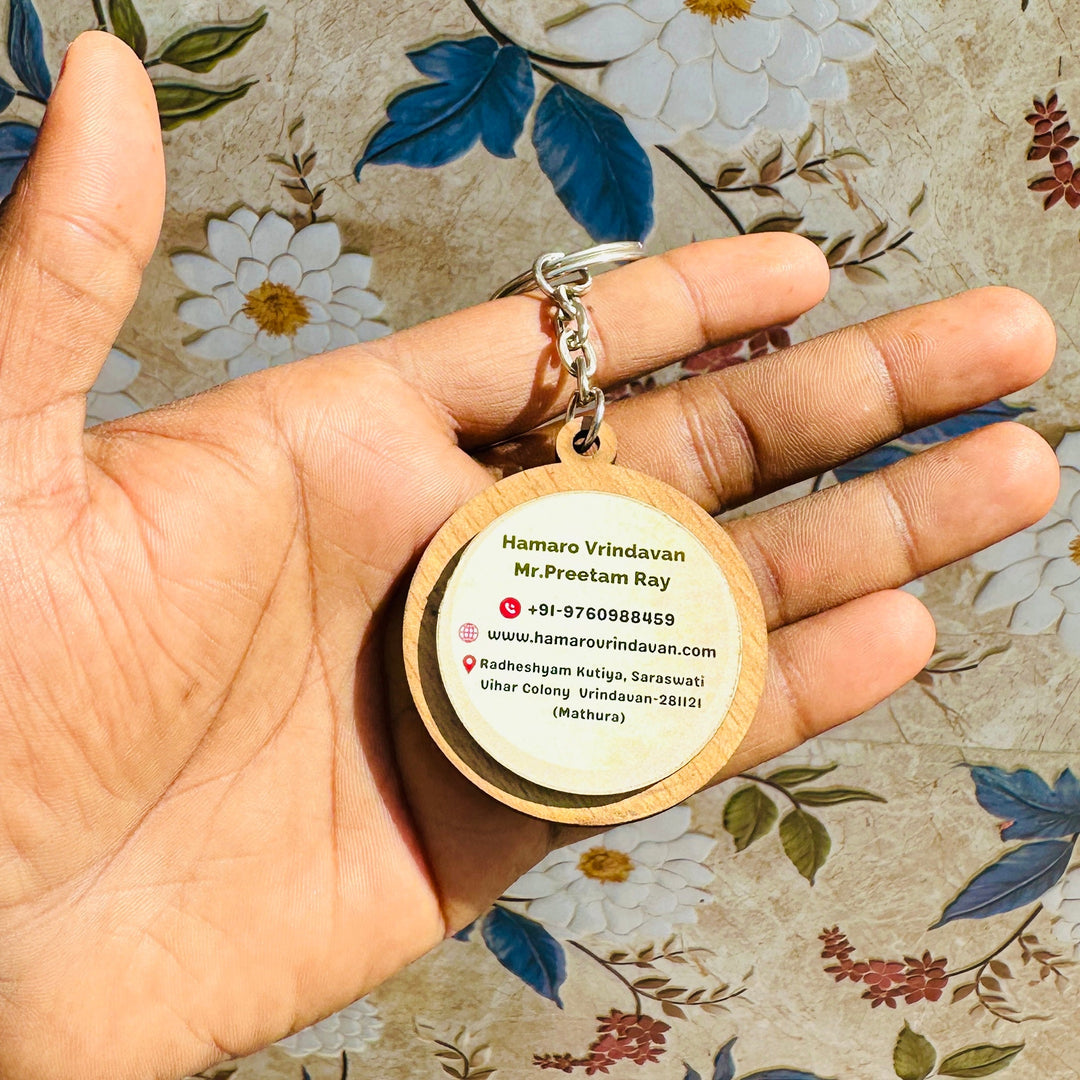 Hamaro Vrindavan
Mr.Preetam Ray
+91-9760988459
www.hamarovrindavan.com
Radheshyam Kutiya, Saraswati
Vihar Colony Vrindavan-281121
(Mathura)